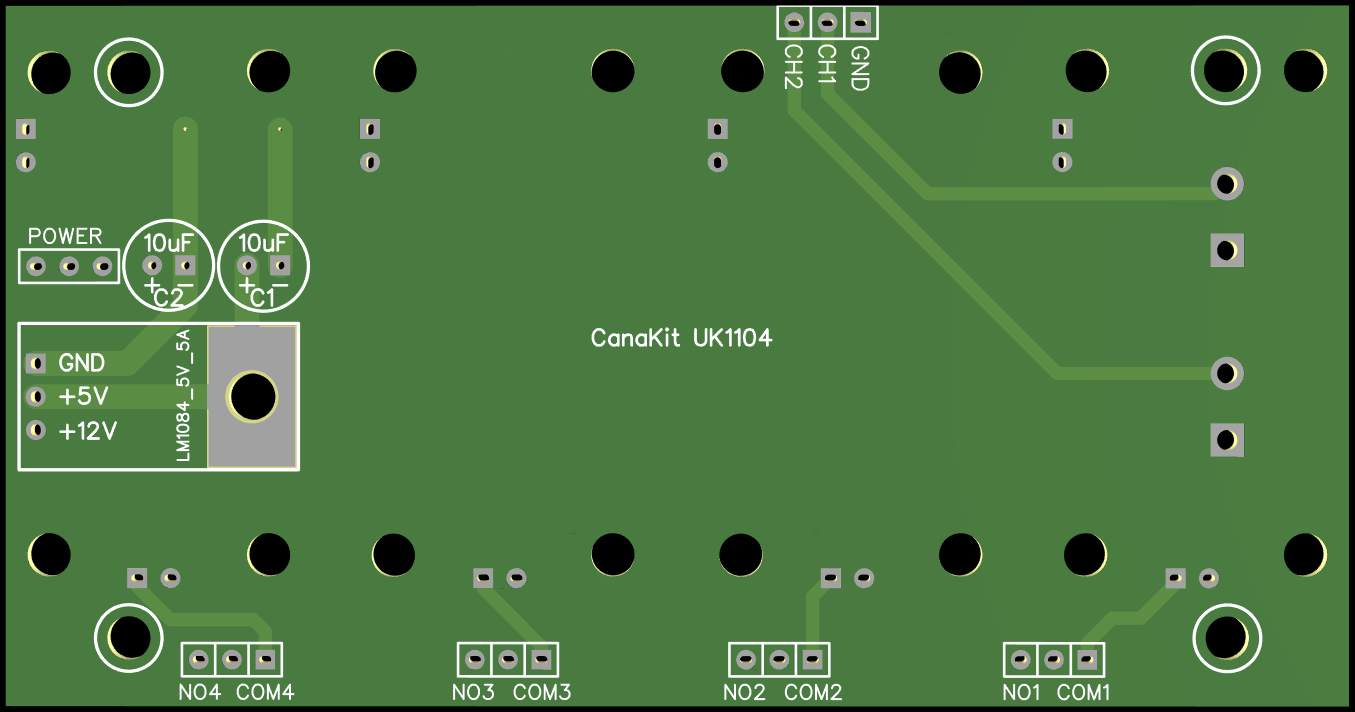 CH2
CH1
GND
POWER
10uF
10uF
+ −
+ −
C2
C1
CanaKit UK1104
LM1084_5V_5A
GND
+5V
+12V
NO4 COM4
NO3 COM3
NO2 COM2
NO1 COM1